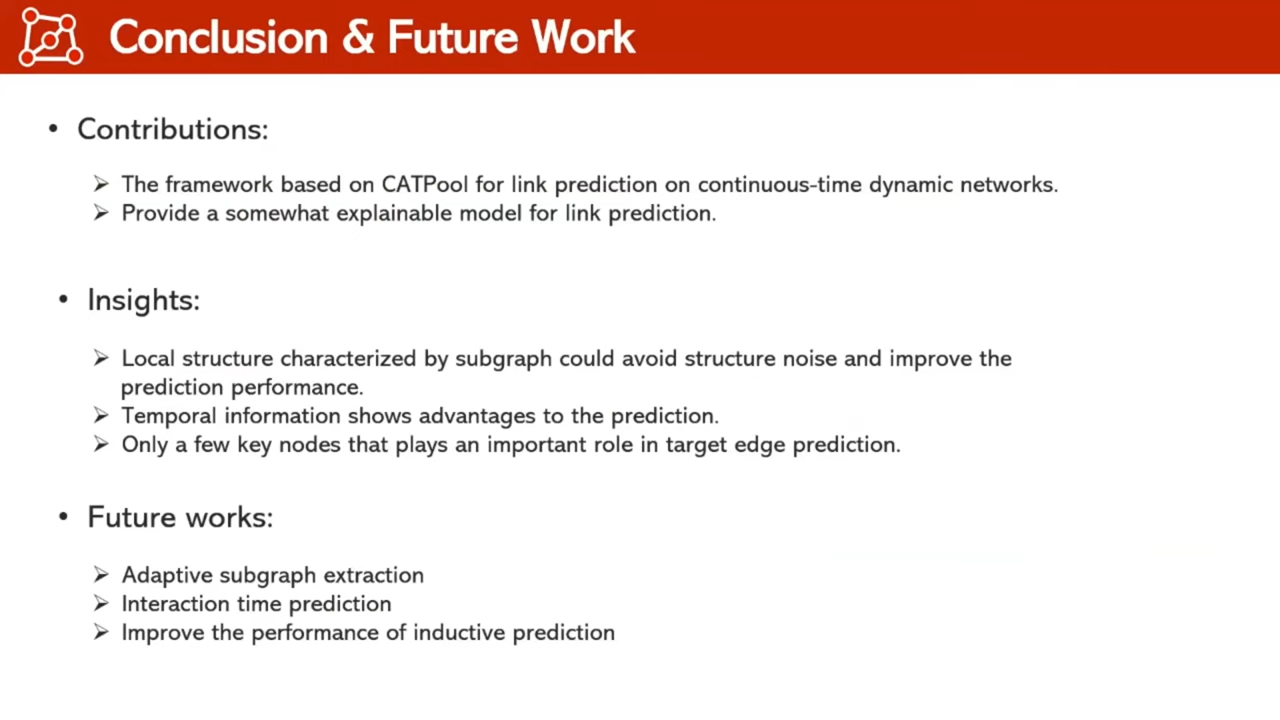 Conclusion & Future Work
• Contributions:
➢ The framework based on CATPool for link prediction on continuous-time dynamic networks.
➢ Provide a somewhat explainable model for link prediction.
• Insights:
➢ Local structure characterized by subgraph could avoid structure noise and improve the
prediction performance.
➢ Temporal information shows advantages to the prediction.
➢ Only a few key nodes that plays an important role in target edge prediction.
• Future works:
➢ Adaptive subgraph extraction
➢ Interaction time prediction
➢ Improve the performance of inductive prediction